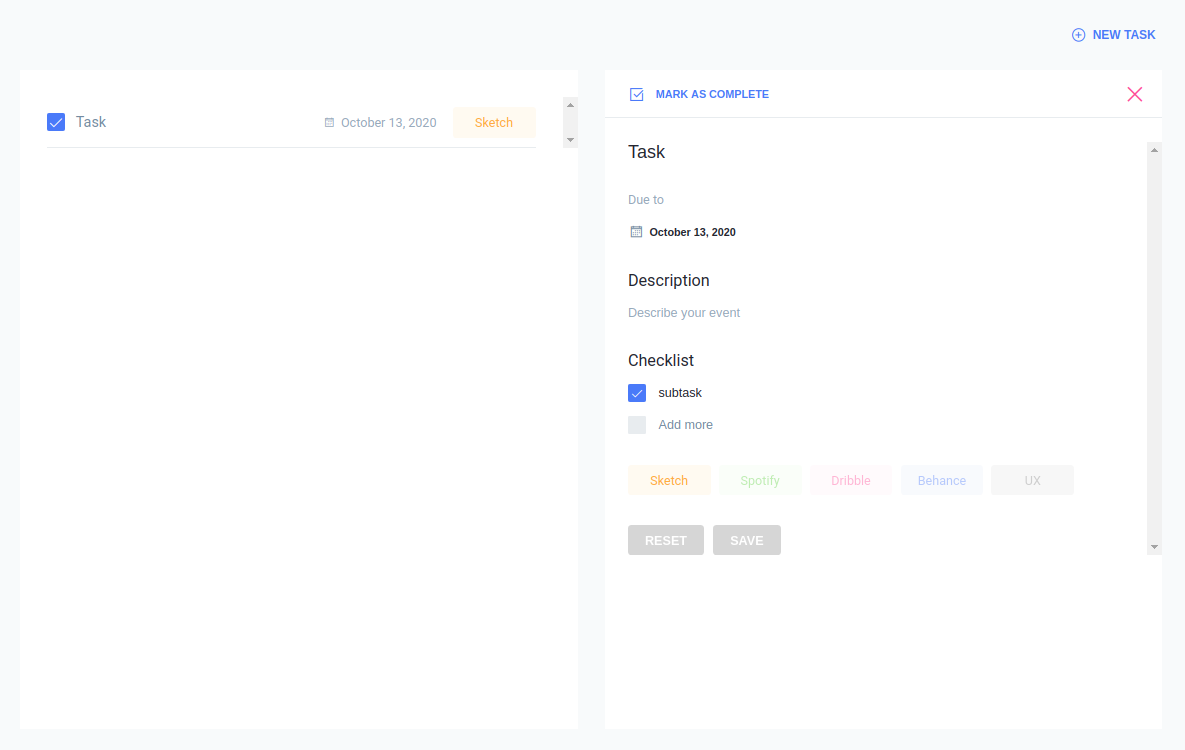 NEW TASK
Task October 13, 2020 Sketch
MARK AS COMPLETE
Task
Due to
October 13, 2020
Description
Describe your event
Checklist
subtask
Add more
Sketch Spotify Dribble Behance UX
RESET SAVE